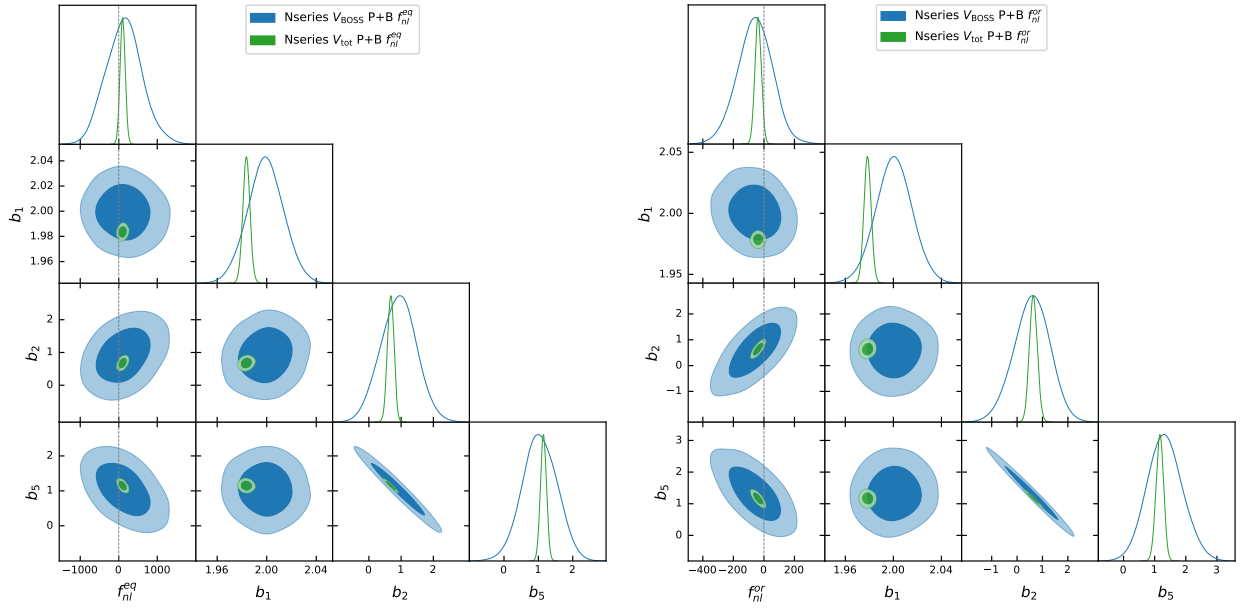 Nseries V_BOSS P+B f_nl^eq
Nseries V_tot P+B f_nl^eq
b_1
2.04
2.02
2.00
1.98
1.96
b_2
2
1
0
b_5
2
1
0
−1000 0 1000
f_nl^eq
1.96 2.00 2.04
b_1
0 1 2
b_2
0 1 2
b_5
Nseries V_BOSS P+B f_nl^or
Nseries V_tot P+B f_nl^or
b_1
2.05
2.00
1.95
b_2
2
1
0
−1
b_5
3
2
1
0
−400 −200 0 200
f_nl^or
1.96 2.00 2.04
b_1
−1 0 1 2
b_2
0 1 2 3
b_5